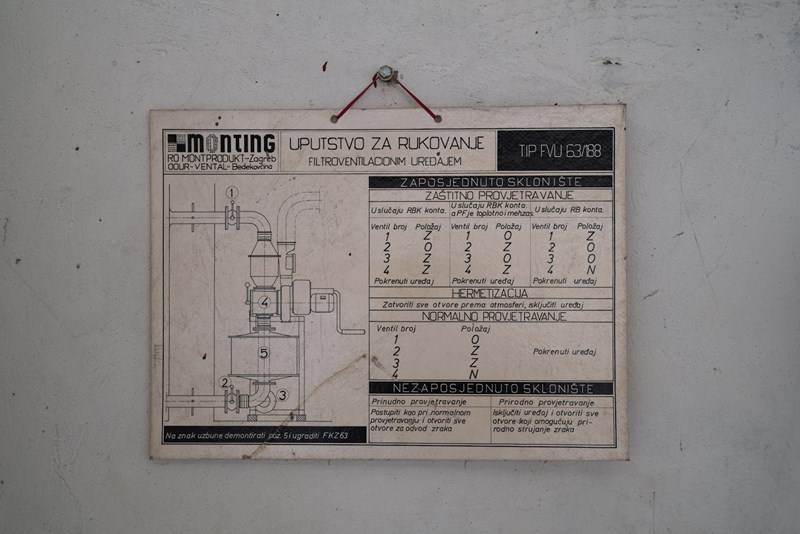 MONTING
RO MONTPRODUKT-Zagreb
OOUR-VENTAL-Bedekovčina
UPUTSTVO ZA RUKOVANJE
FILTROVENTILACIONIM UREĐAJEM
TIP FVU 6.3/188
1
4
5
2
3
Na znak uzbune demontirati poz. 5 i ugraditi FKZ63
ZAPOSJEDNUTO SKLONIŠTE
ZAŠTITNO PROVJETRAVANJE
U slučaju RBK konta. U slučaju RBK konta. U slučaju RB konta.
a PF je toplotno i meh zas.
Ventil broj Položaj Ventil broj Položaj Ventil broj Položaj
1 Z 1 O 1 Z
2 O 2 Z 2 O
3 Z 3 O 3 O
4 Z 4 Z 4 N
Pokrenuti uređaj Pokrenuti uređaj Pokrenuti uređaj
HERMETIZACIJA
Zatvoriti sve otvore prema atmosferi, isključiti uređaj
NORMALNO PROVJETRAVANJE
Ventil broj Položaj
1 O
2 Z Pokrenuti uređaj
3 Z
4 N
NEZAPOSJEDNUTO SKLONIŠTE
Prinudno provjetravanje
Postupiti kao pri normalnom
provjetravanju i otvoriti sve
otvore za odvod zraka
Prirodno provjetravanje
Isključiti uređaj i otvoriti sve
otvore koji omogućuju pri-
rodno strujanje zraka